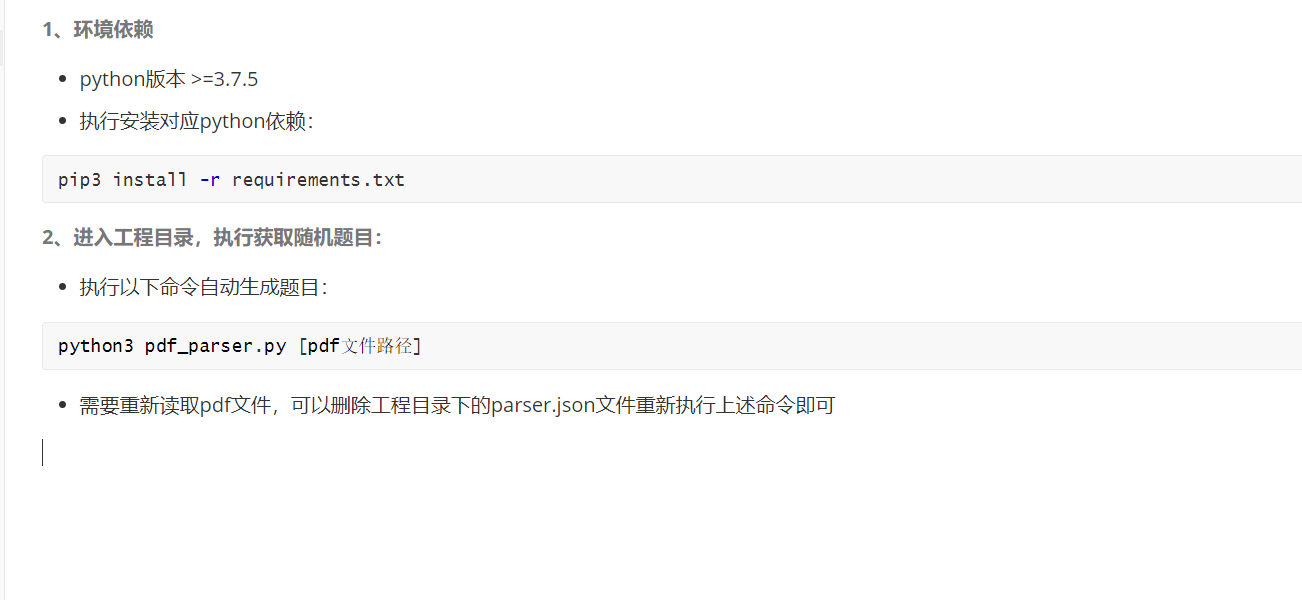 1、环境依赖
python版本 >=3.7.5
执行安装对应python依赖：
pip3 install -r requirements.txt
2、进入工程目录，执行获取随机题目：
执行以下命令自动生成题目：
python3 pdf_parser.py [pdf文件路径]
需要重新读取pdf文件，可以删除工程目录下的parser.json文件重新执行上述命令即可